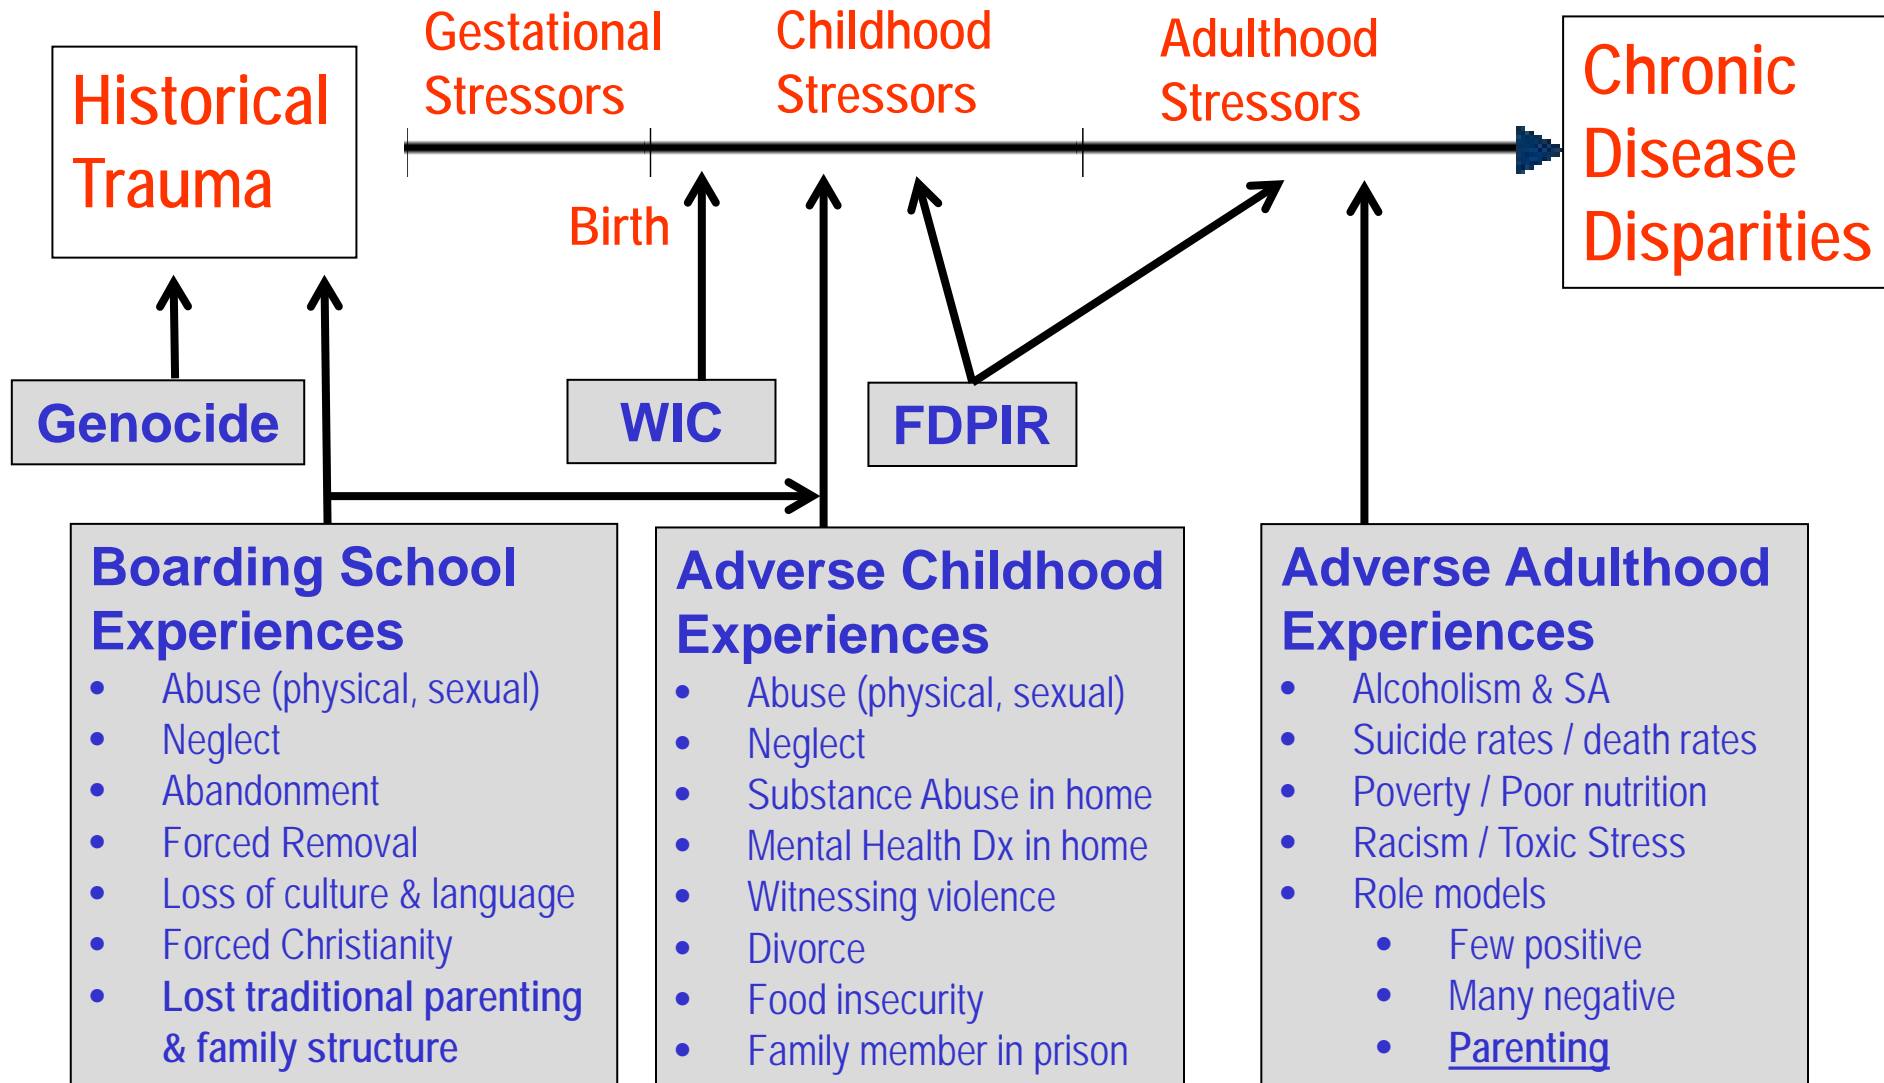 Historical
Trauma
Gestational
Stressors
Childhood
Stressors
Adulthood
Stressors
Chronic
Disease
Disparities
Birth
Genocide
WIC
FDPIR
Boarding School
Experiences
• Abuse (physical, sexual)
• Neglect
• Abandonment
• Forced Removal
• Loss of culture & language
• Forced Christianity
• Lost traditional parenting
& family structure
Adverse Childhood
Experiences
• Abuse (physical, sexual)
• Neglect
• Substance Abuse in home
• Mental Health Dx in home
• Witnessing violence
• Divorce
• Food insecurity
• Family member in prison
Adverse Adulthood
Experiences
• Alcoholism & SA
• Suicide rates / death rates
• Poverty / Poor nutrition
• Racism / Toxic Stress
• Role models
• Few positive
• Many negative
• Parenting